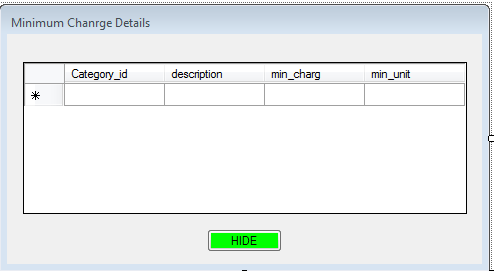 Minimum Chanrge Details
Category_id description min_charg min_unit
*
HIDE